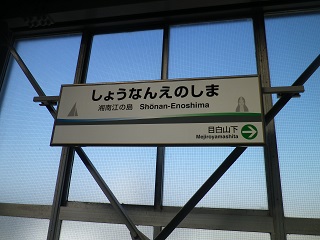 しょうなんえのしま
湘南江の島 Shōnan-Enoshima
目白山下
Mejiroyamashita